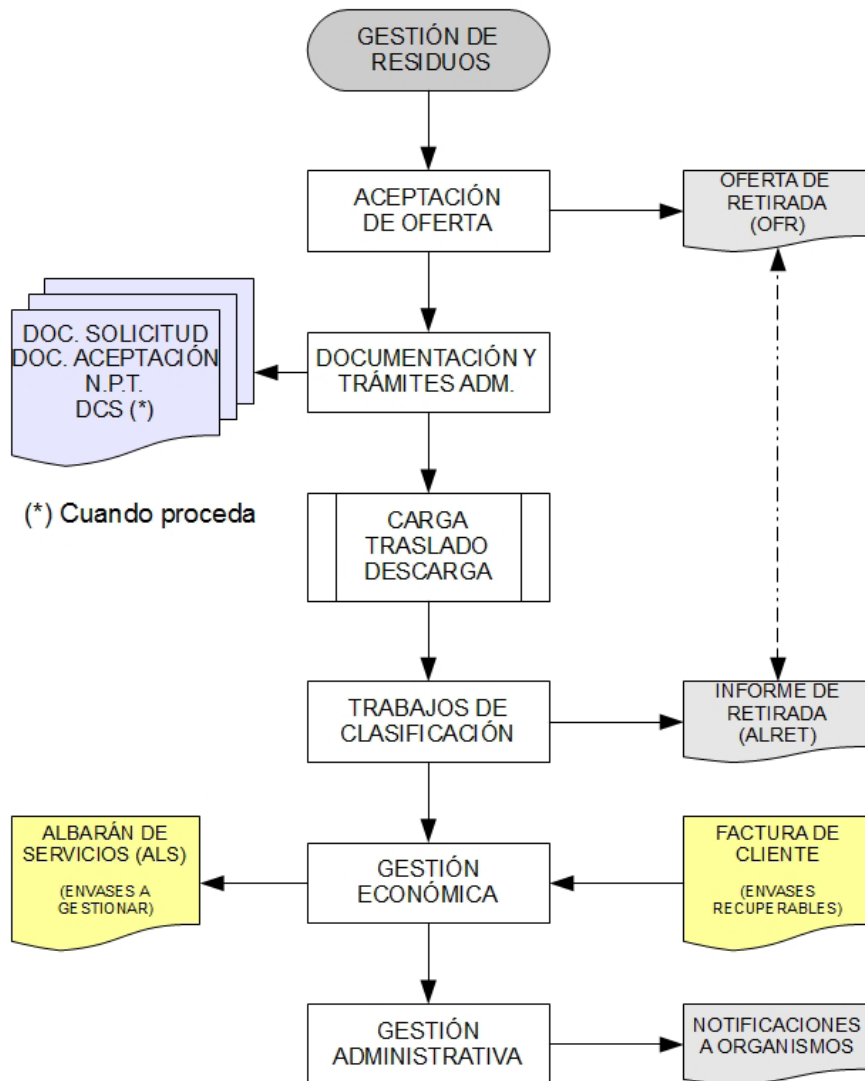 GESTIÓN DE
RESIDUOS
ACEPTACIÓN
DE OFERTA
OFERTA DE
RETIRADA
(OFR)
DOC. SOLICITUD
DOC. ACEPTACIÓN
N.P.T.
DCS (*)
DOCUMENTACIÓN Y
TRÁMITES ADM.
(*) Cuando proceda
CARGA
TRASLADO
DESCARGA
TRABAJOS DE
CLASIFICACIÓN
INFORME DE
RETIRADA
(ALRET)
ALBARÁN DE
SERVICIOS (ALS)
(ENVASES A
GESTIONAR)
GESTIÓN
ECONÓMICA
FACTURA DE
CLIENTE
(ENVASES
RECUPERABLES)
GESTIÓN
ADMINISTRATIVA
NOTIFICACIONES
A ORGANISMOS